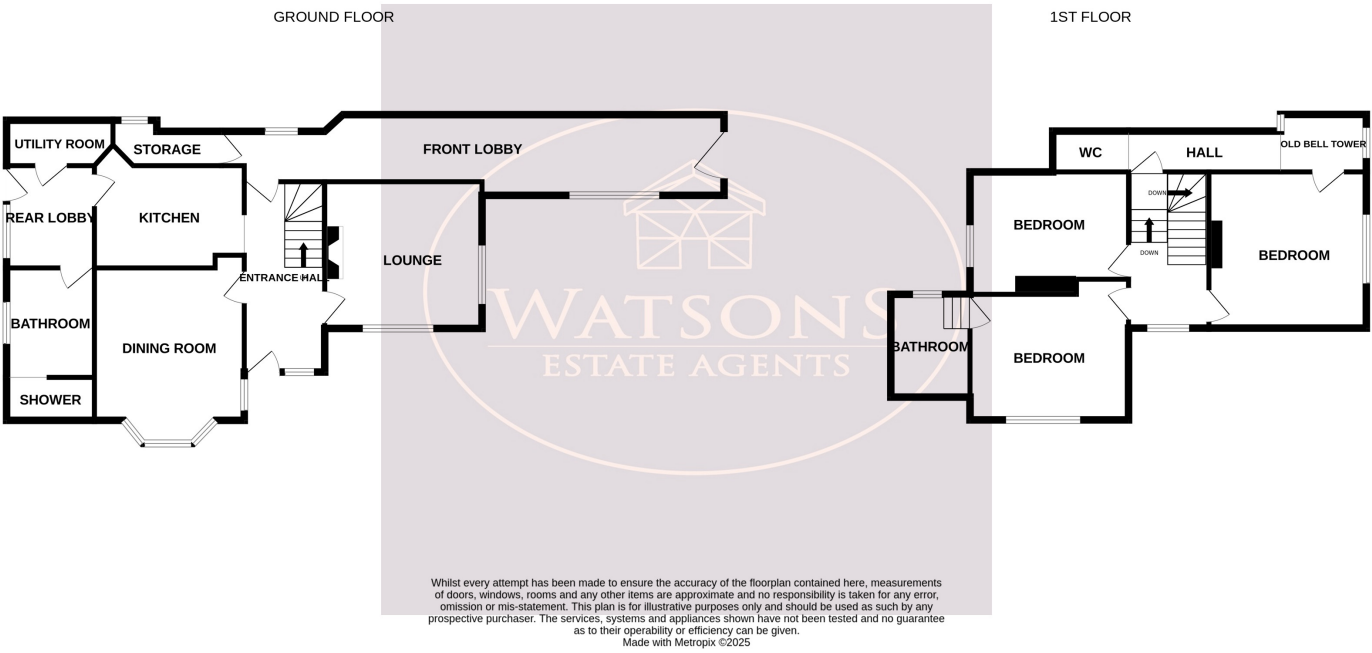 GROUND FLOOR
1ST FLOOR
UTILITY ROOM
STORAGE
FRONT LOBBY
REAR LOBBY
KITCHEN
LOUNGE
ENTRANCE HALL
BATHROOM
DINING ROOM
SHOWER
WC
HALL
OLD BELL TOWER
DOWN
BEDROOM
DOWN
BEDROOM
BATHROOM
BEDROOM
WATSONS
ESTATE AGENTS
Whilst every attempt has been made to ensure the accuracy of the floorplan contained here, measurements
of doors, windows, rooms and any other items are approximate and no responsibility is taken for any error,
omission or mis-statement. This plan is for illustrative purposes only and should be used as such by any
prospective purchaser. The services, systems and appliances shown have not been tested and no guarantee
as to their operability or efficiency can be given.
Made with Metropix ©2025